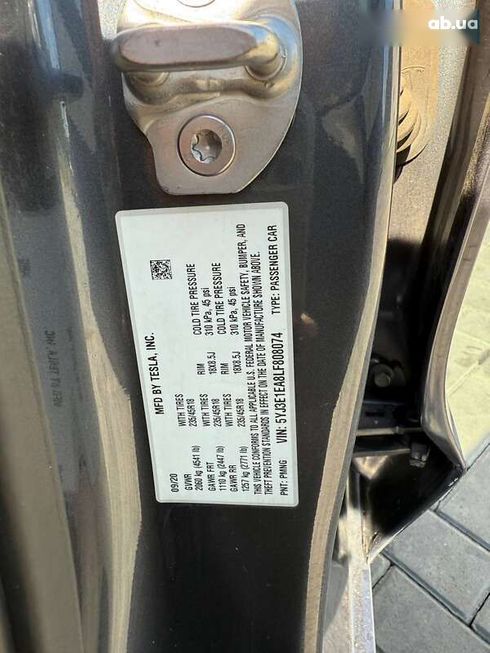 ab.ua
MFD BY TESLA, INC.
09/20
GVWR
2060 kg (4541 lb)
GAWR FRT WITH TIRES RIM COLD TIRE PRESSURE
1110 kg (2447 lb) 235/45R18 18X8.5J 310 kPa, 45 psi
GAWR RR WITH TIRES RIM COLD TIRE PRESSURE
1257 kg (2771 lb) 235/45R18 18X8.5J 310 kPa, 45 psi
THIS VEHICLE CONFORMS TO ALL APPLICABLE U.S. FEDERAL MOTOR VEHICLE SAFETY, BUMPER, AND
THEFT PREVENTION STANDARDS IN EFFECT ON THE DATE OF MANUFACTURE SHOWN ABOVE.
VIN: 5YJ3E1EA8LF808074 TYPE: PASSENGER CAR
PNT: PMNG